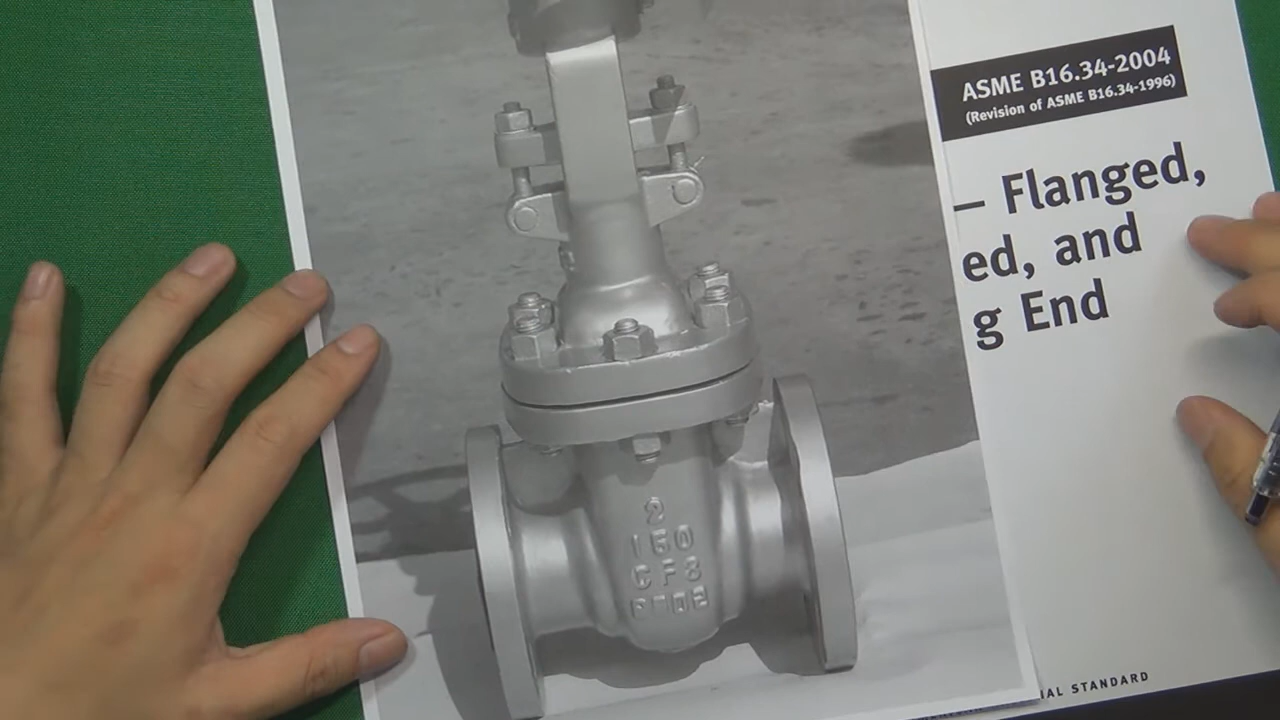 ASME B16.34-2004
(Revision of ASME B16.34-1996)
– Flanged,
ed, and
g End
2
150
CF8
IAL STANDARD